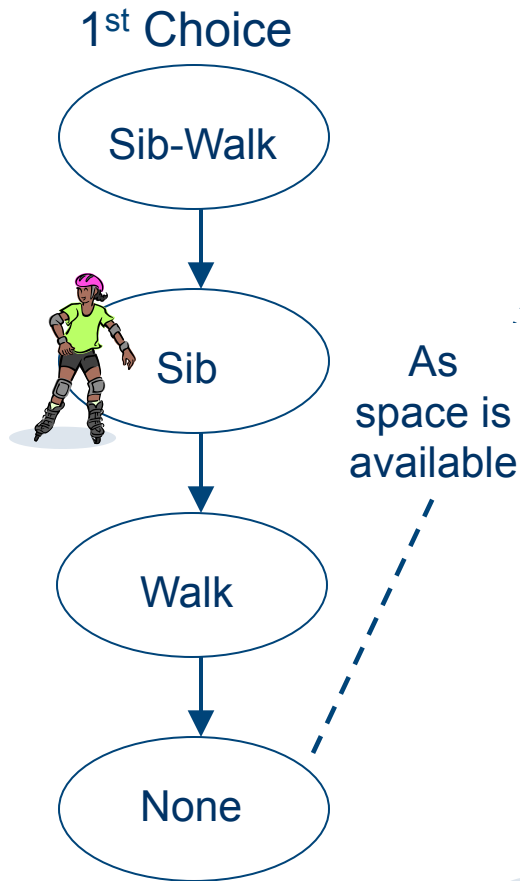 1st Choice
Sib-Walk
Sib
As
space is
available
Walk
None